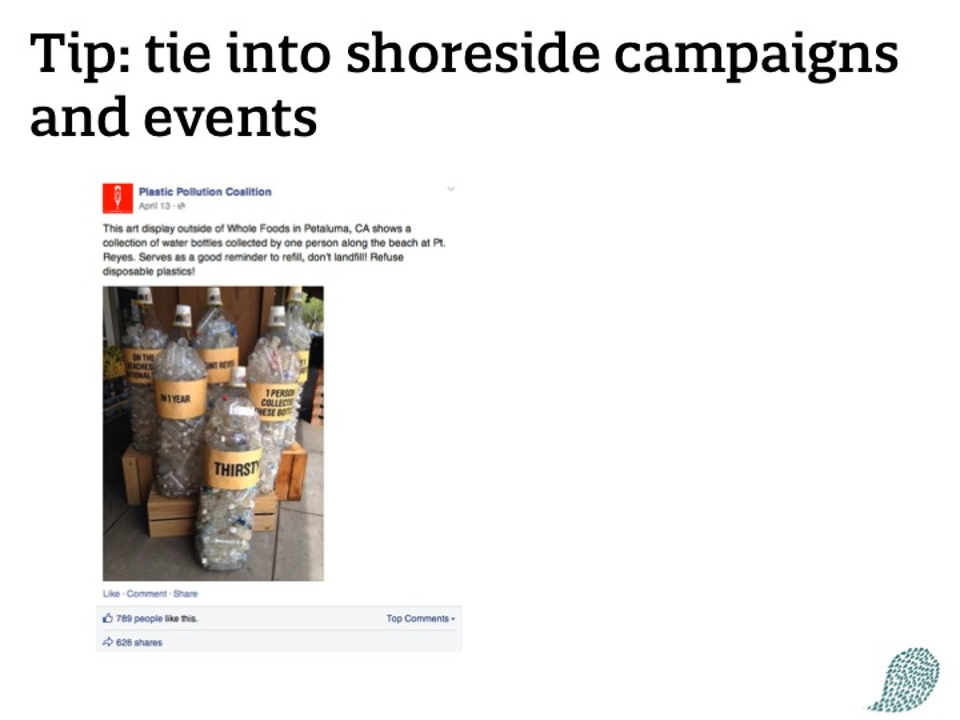 Tip: tie into shoreside campaigns
and events
Plastic Pollution Coalition
April 13 ·
This art display outside of Whole Foods in Petaluma, CA shows a
collection of water bottles collected by one person along the beach at Pt.
Reyes. Serves as a good reminder to refill, don't landfill! Refuse
disposable plastics!
ON THE
IN 1 YEAR
1 PERSON
THIRSTY
Like · Comment · Share
789 people like this.
Top Comments
626 shares